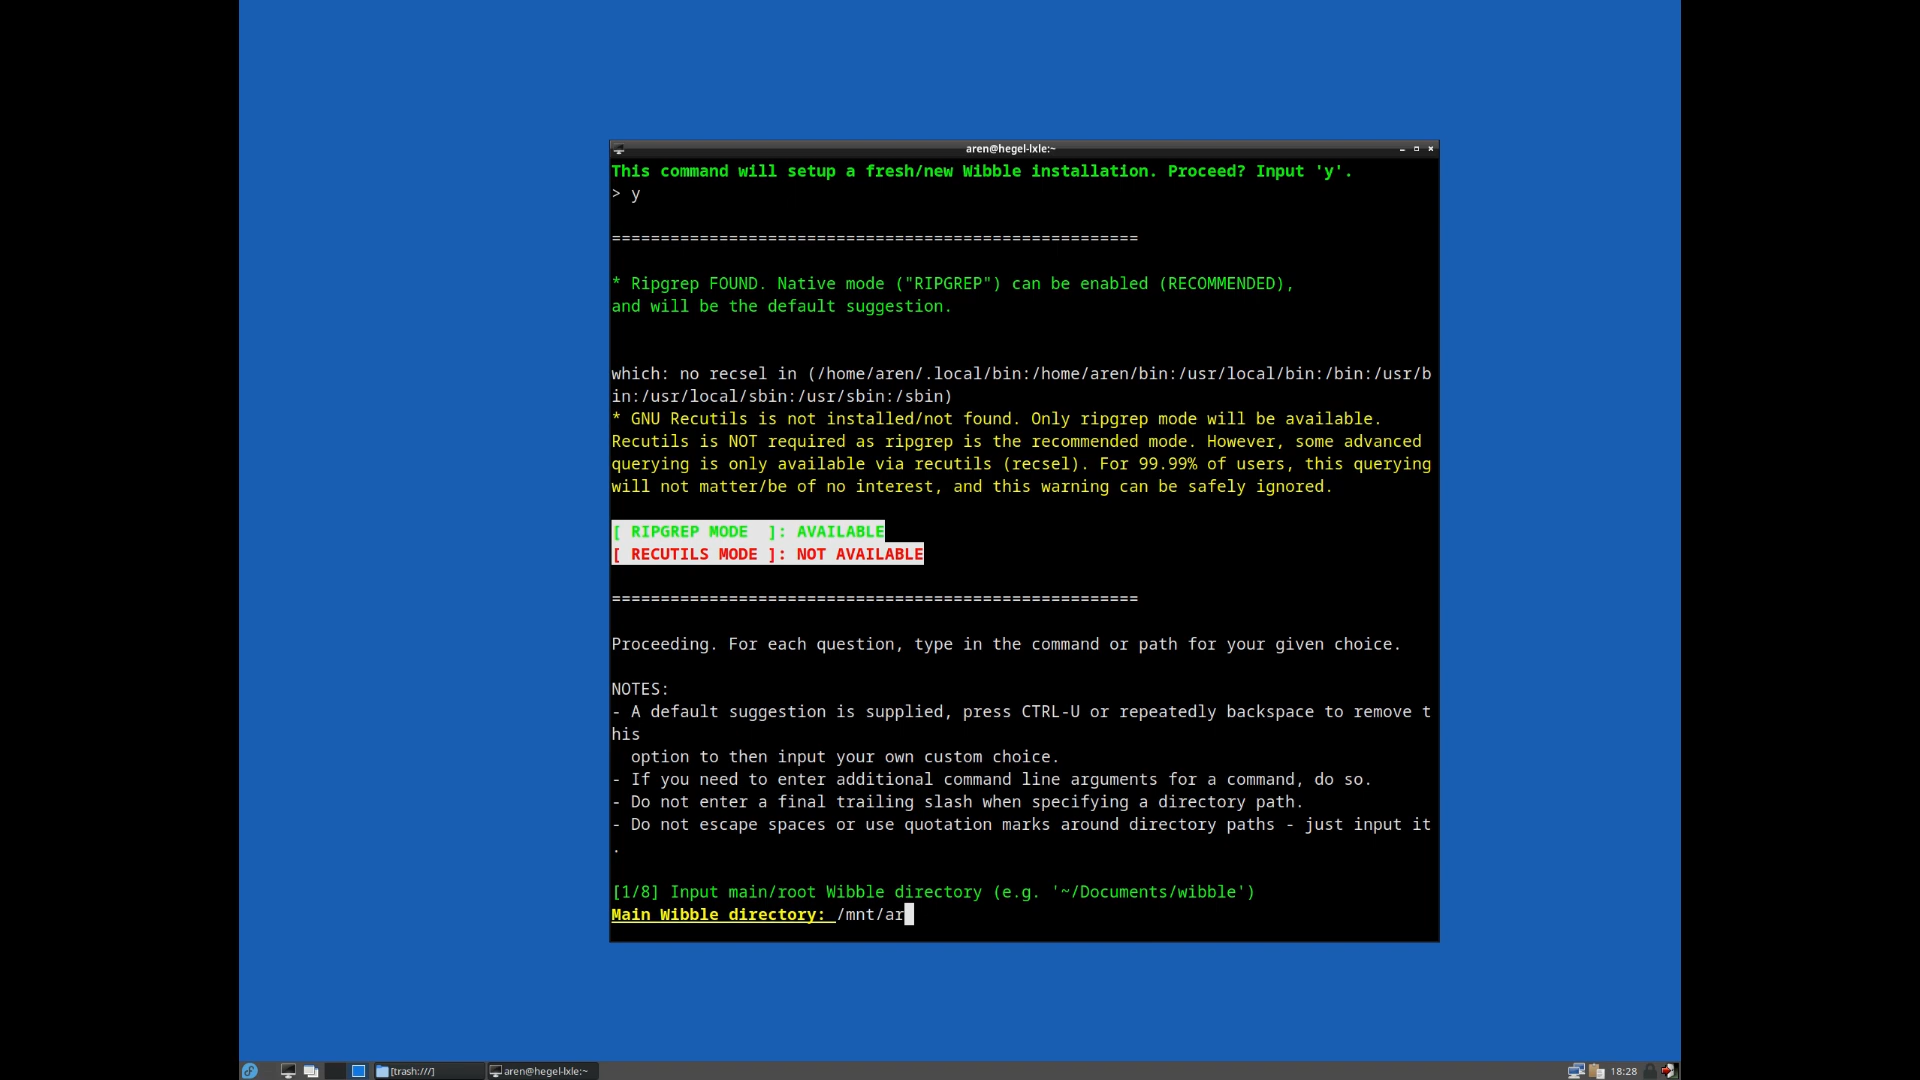 aren@hegel-lxle:~
This command will setup a fresh/new Wibble installation. Proceed? Input 'y'.
> y
======================================================
* Ripgrep FOUND. Native mode ("RIPGREP") can be enabled (RECOMMENDED),
and will be the default suggestion.
which: no recsel in (/home/aren/.local/bin:/home/aren/bin:/usr/local/bin:/bin:/usr/b
in:/usr/local/sbin:/usr/sbin:/sbin)
* GNU Recutils is not installed/not found. Only ripgrep mode will be available.
Recutils is NOT required as ripgrep is the recommended mode. However, some advanced
querying is only available via recutils (recsel). For 99.99% of users, this querying
will not matter/be of no interest, and this warning can be safely ignored.
[ RIPGREP MODE  ]: AVAILABLE
[ RECUTILS MODE ]: NOT AVAILABLE
======================================================
Proceeding. For each question, type in the command or path for your given choice.
NOTES:
- A default suggestion is supplied, press CTRL-U or repeatedly backspace to remove t
his
option to then input your own custom choice.
- If you need to enter additional command line arguments for a command, do so.
- Do not enter a final trailing slash when specifying a directory path.
- Do not escape spaces or use quotation marks around directory paths - just input it
.
[1/8] Input main/root Wibble directory (e.g. '~/Documents/wibble')
Main Wibble directory: /mnt/ar
[trash:///]
aren@hegel-lxle:~
18:28